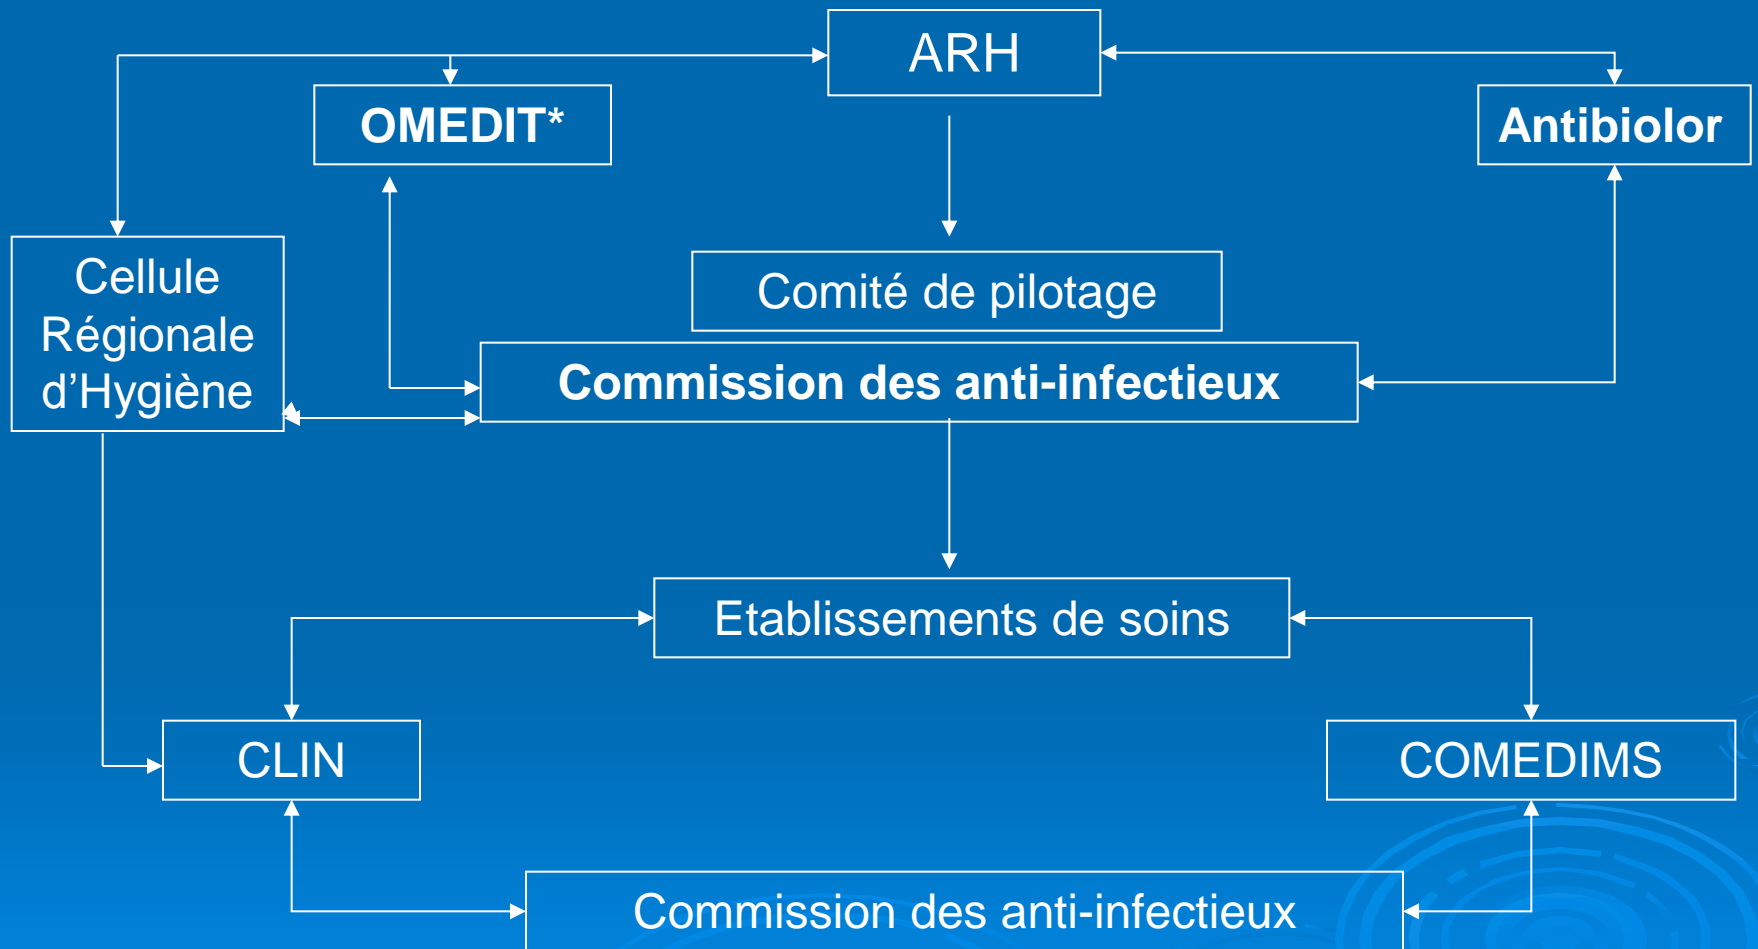 ARH
OMEDIT*
Antibiolor
Cellule
Régionale
d’Hygiène
Comité de pilotage
Commission des anti-infectieux
Etablissements de soins
CLIN
COMEDIMS
Commission des anti-infectieux